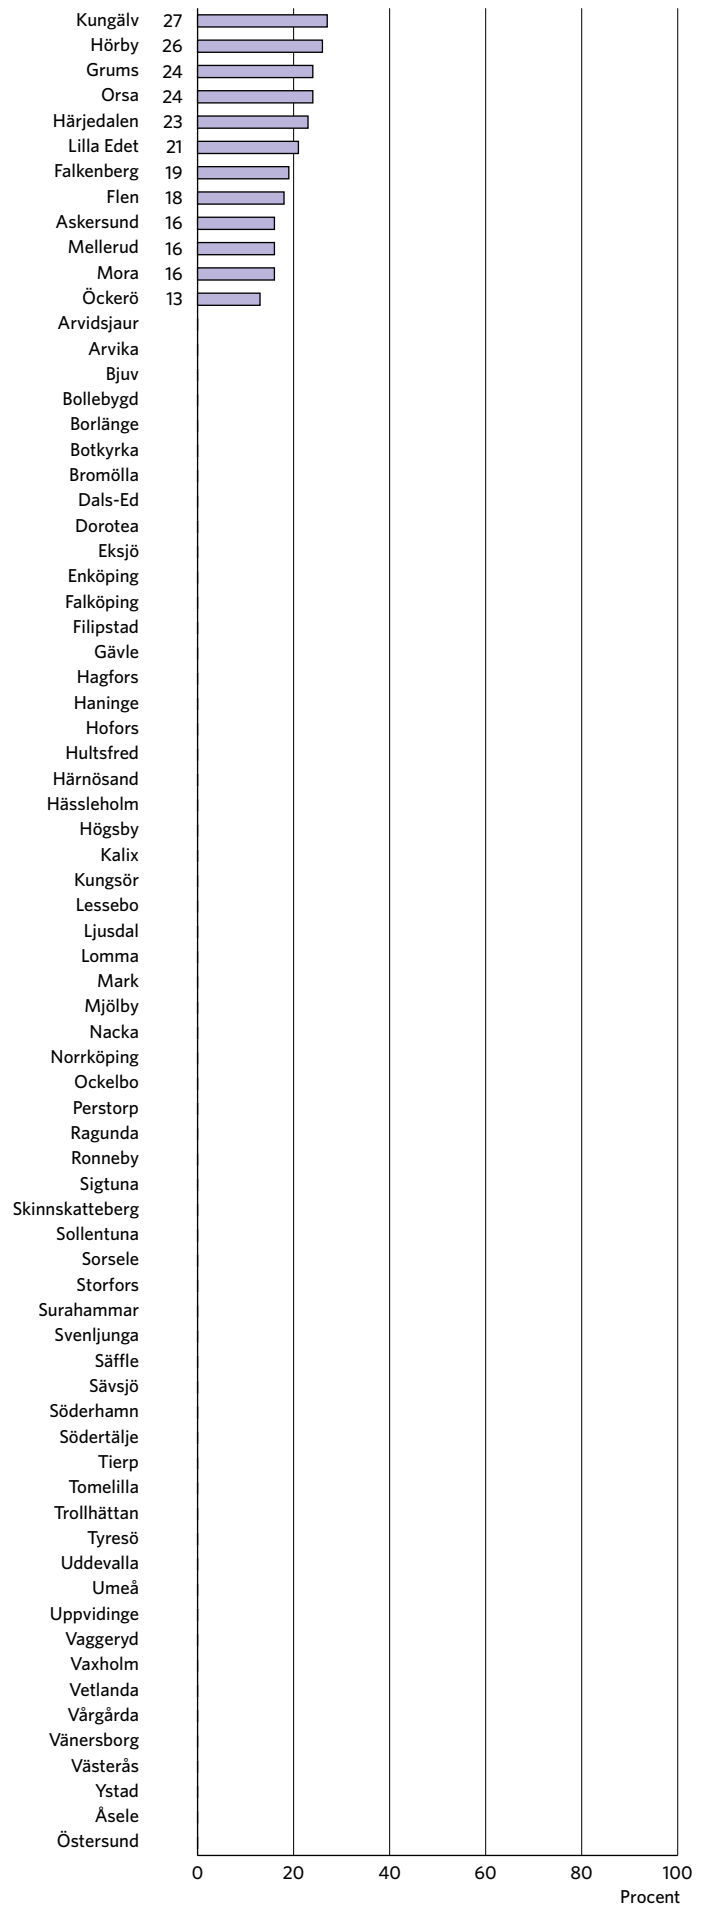 Kungälv 27
Hörby 26
Grums 24
Orsa 24
Härjedalen 23
Lilla Edet 21
Falkenberg 19
Flen 18
Askersund 16
Mellerud 16
Mora 16
Öckerö 13
Arvidsjaur
Arvika
Bjuv
Bollebygd
Borlänge
Botkyrka
Bromölla
Dals-Ed
Dorotea
Eksjö
Enköping
Falköping
Filipstad
Gävle
Hagfors
Haninge
Hofors
Hultsfred
Härnösand
Hässleholm
Högsby
Kalix
Kungsör
Lessebo
Ljusdal
Lomma
Mark
Mjölby
Nacka
Norrköping
Ockelbo
Perstorp
Ragunda
Ronneby
Sigtuna
Skinnskatteberg
Sollentuna
Sorsele
Storfors
Surahammar
Svenljunga
Säffle
Sävsjö
Söderhamn
Södertälje
Tierp
Tomelilla
Trollhättan
Tyresö
Uddevalla
Umeå
Uppvidinge
Vaggeryd
Vaxholm
Vetlanda
Vårgårda
Vänersborg
Västerås
Ystad
Åsele
Östersund
0 20 40 60 80 100
Procent